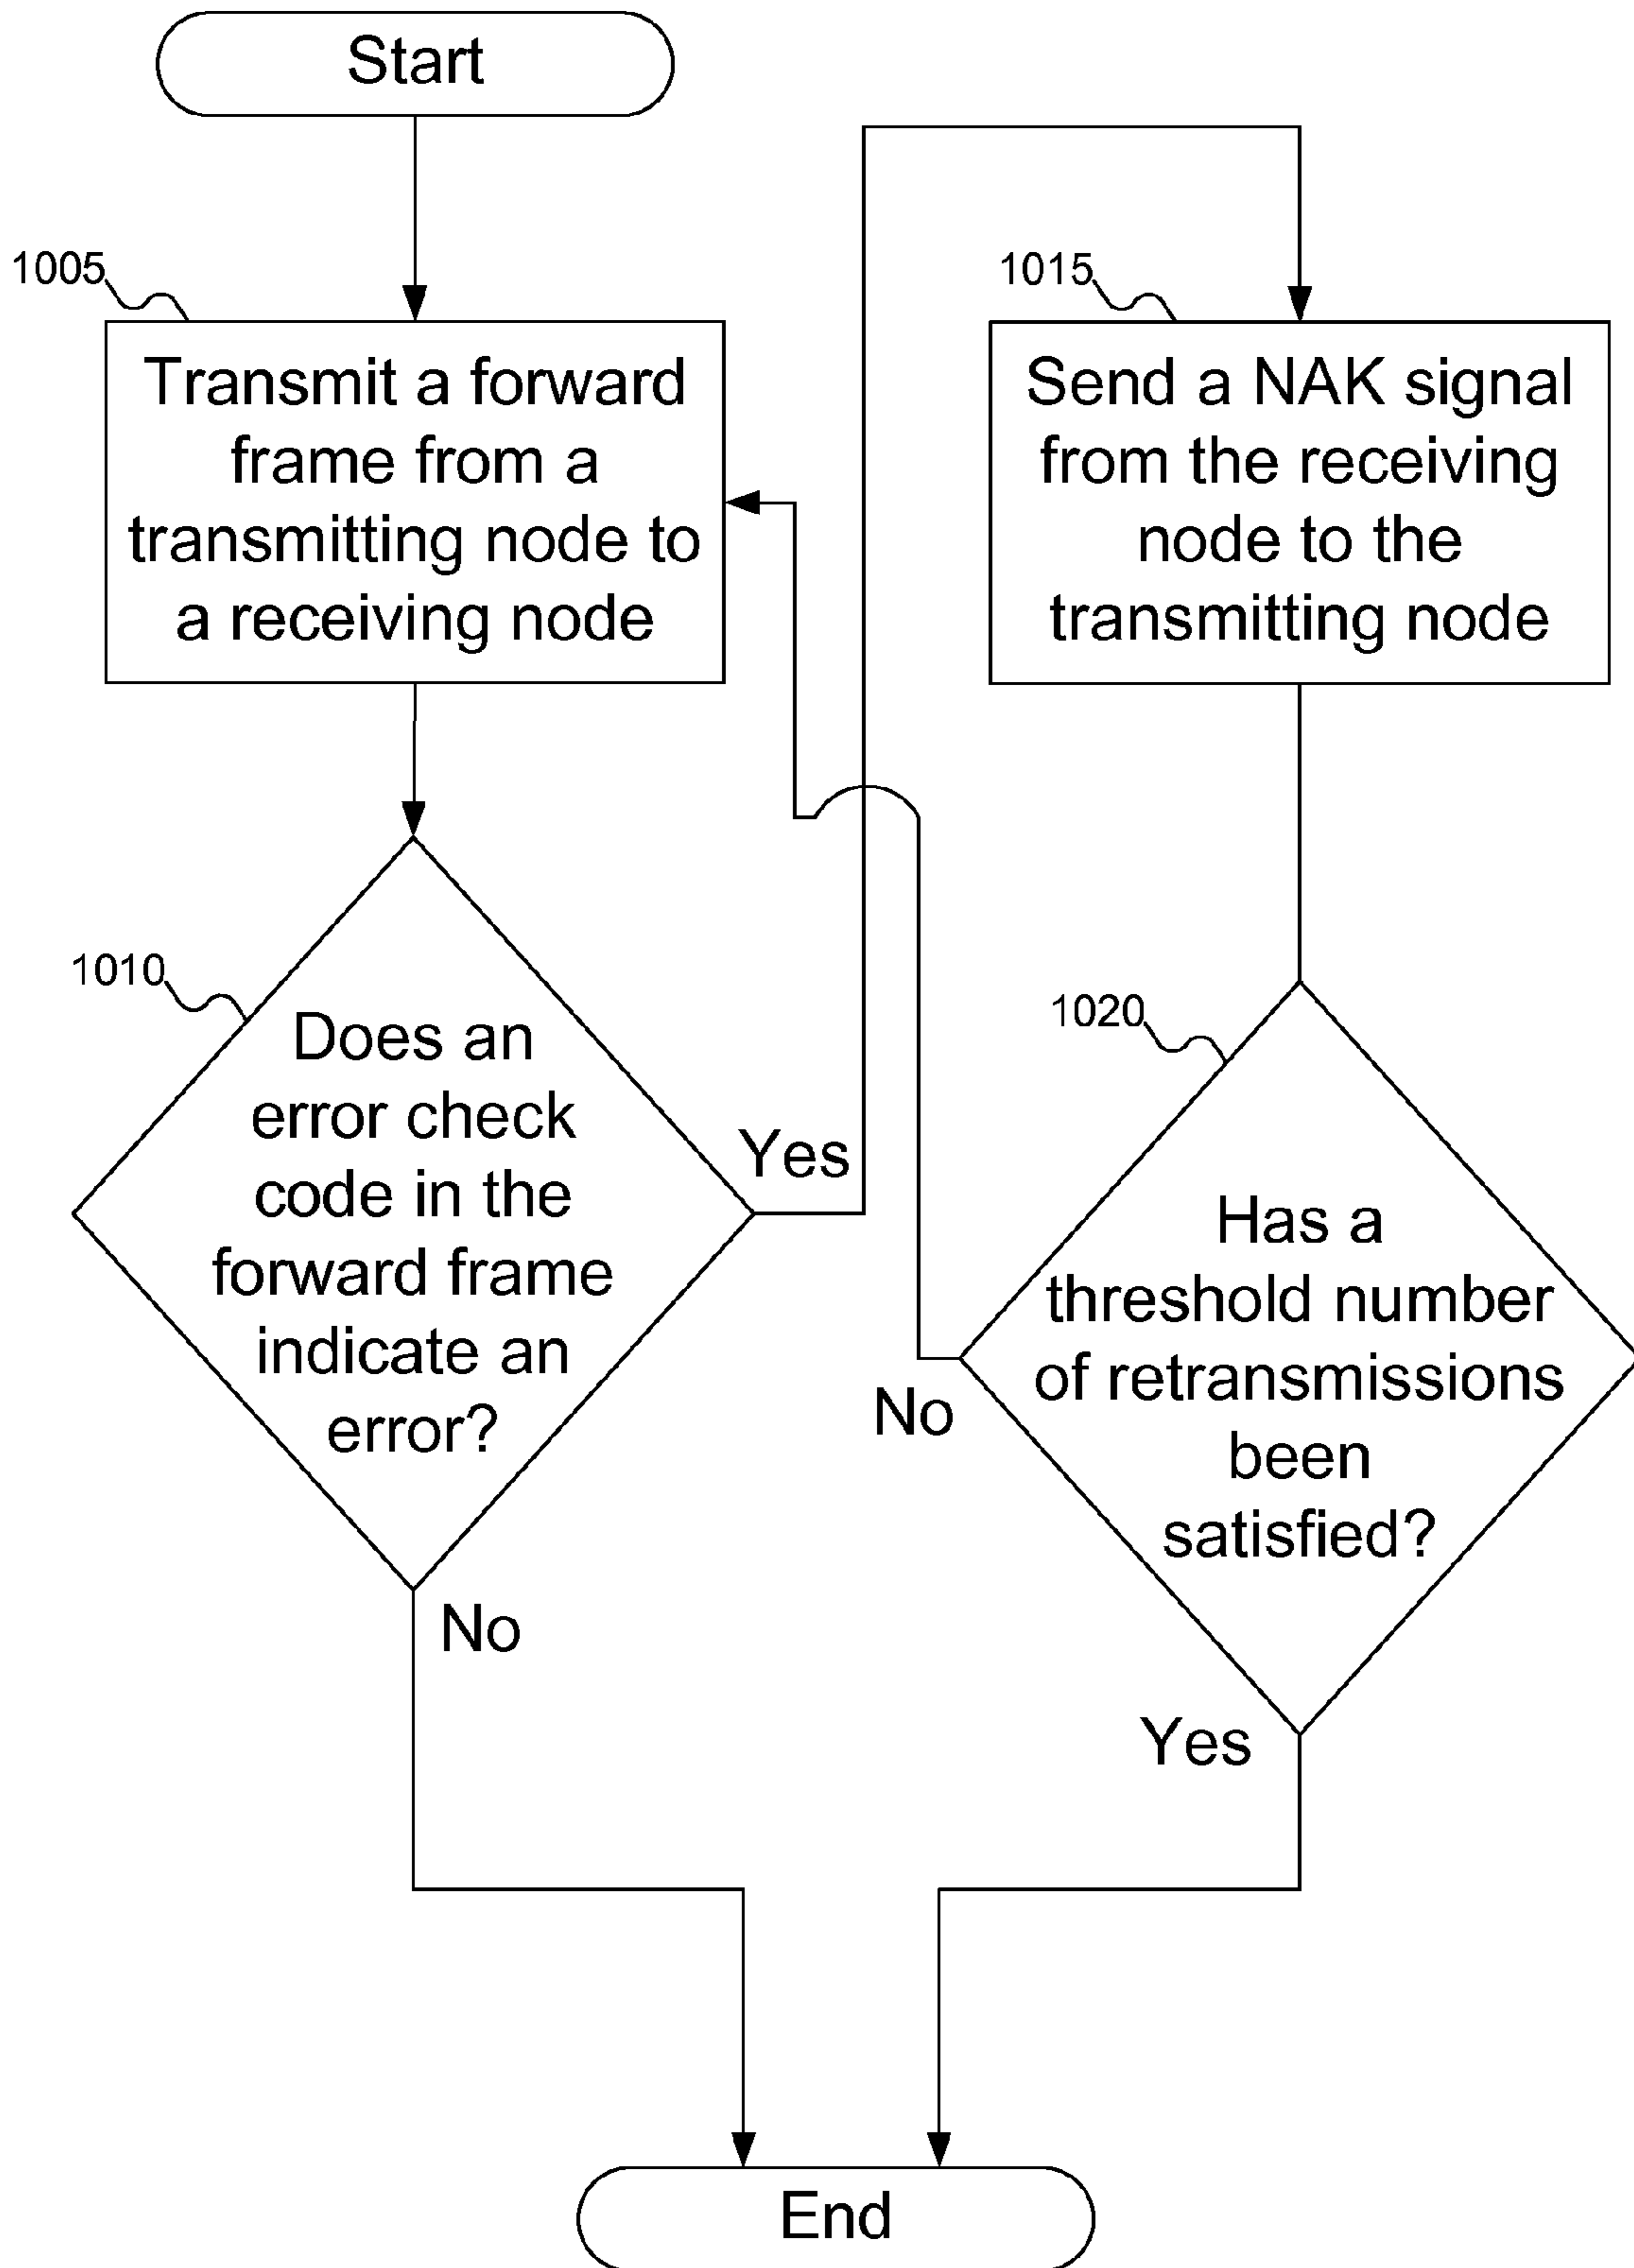 Start
1005
Transmit a forward
frame from a
transmitting node to
a receiving node
1010
Does an
error check
code in the
forward frame
indicate an
error?
Yes
No
1015
Send a NAK signal
from the receiving
node to the
transmitting node
1020
Has a
threshold number
of retransmissions
been
satisfied?
No
Yes
End